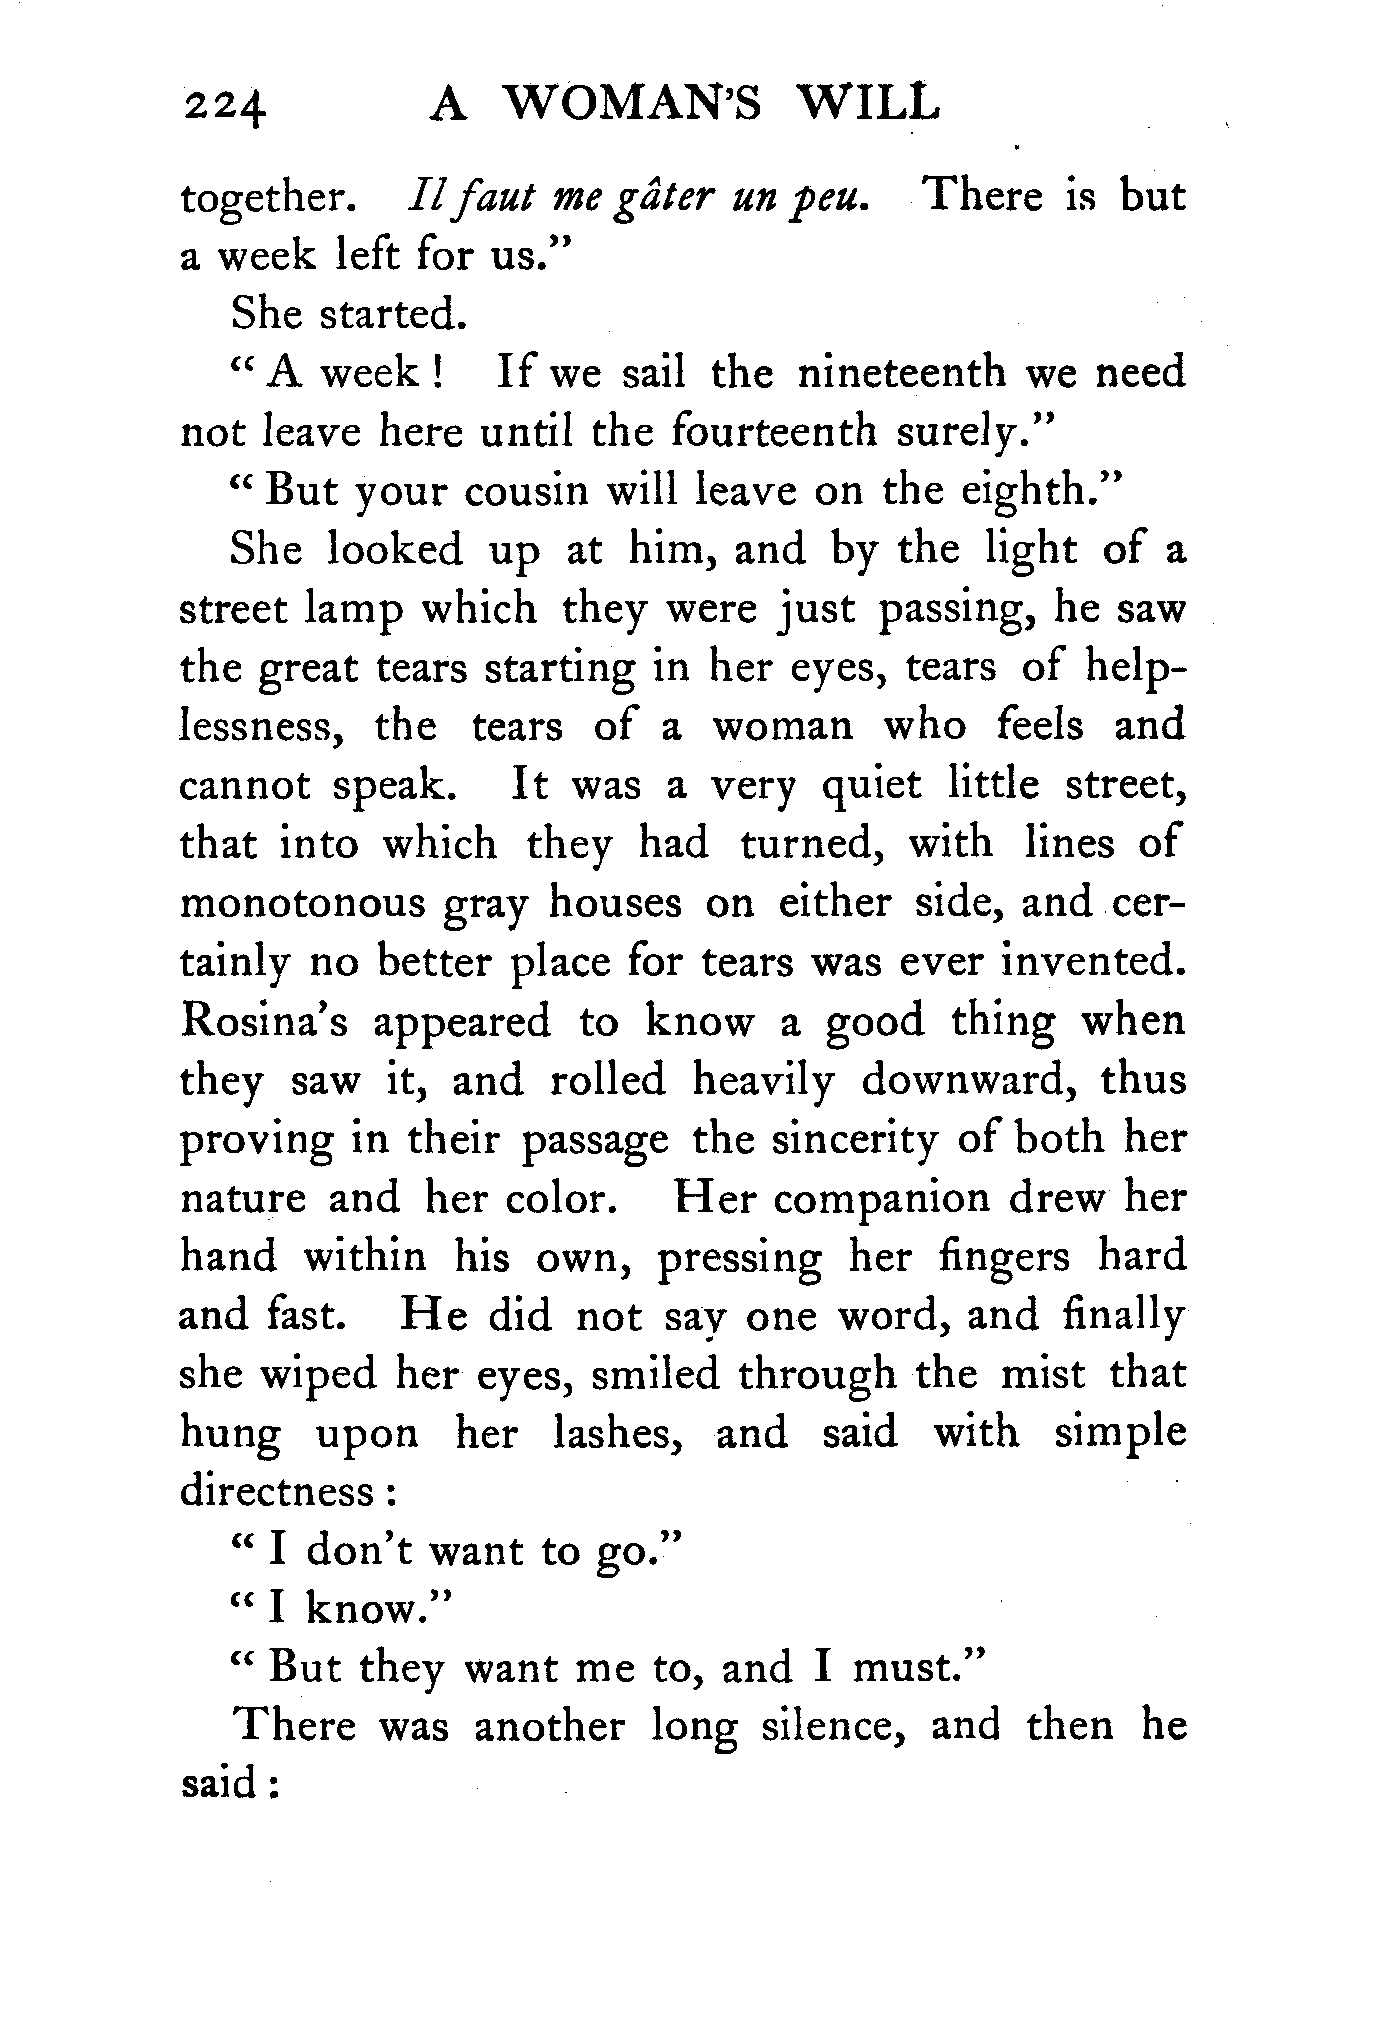 224 A WOMAN'S WILL
together. Il faut me gâter un peu. There is but
a week left for us."
She started.
"A week! If we sail the nineteenth we need
not leave here until the fourteenth surely."
"But your cousin will leave on the eighth."
She looked up at him, and by the light of a
street lamp which they were just passing, he saw
the great tears starting in her eyes, tears of help-
lessness, the tears of a woman who feels and
cannot speak. It was a very quiet little street,
that into which they had turned, with lines of
monotonous gray houses on either side, and cer-
tainly no better place for tears was ever invented.
Rosina's appeared to know a good thing when
they saw it, and rolled heavily downward, thus
proving in their passage the sincerity of both her
nature and her color. Her companion drew her
hand within his own, pressing her fingers hard
and fast. He did not say one word, and finally
she wiped her eyes, smiled through the mist that
hung upon her lashes, and said with simple
directness:
"I don't want to go."
"I know."
"But they want me to, and I must."
There was another long silence, and then he
said: